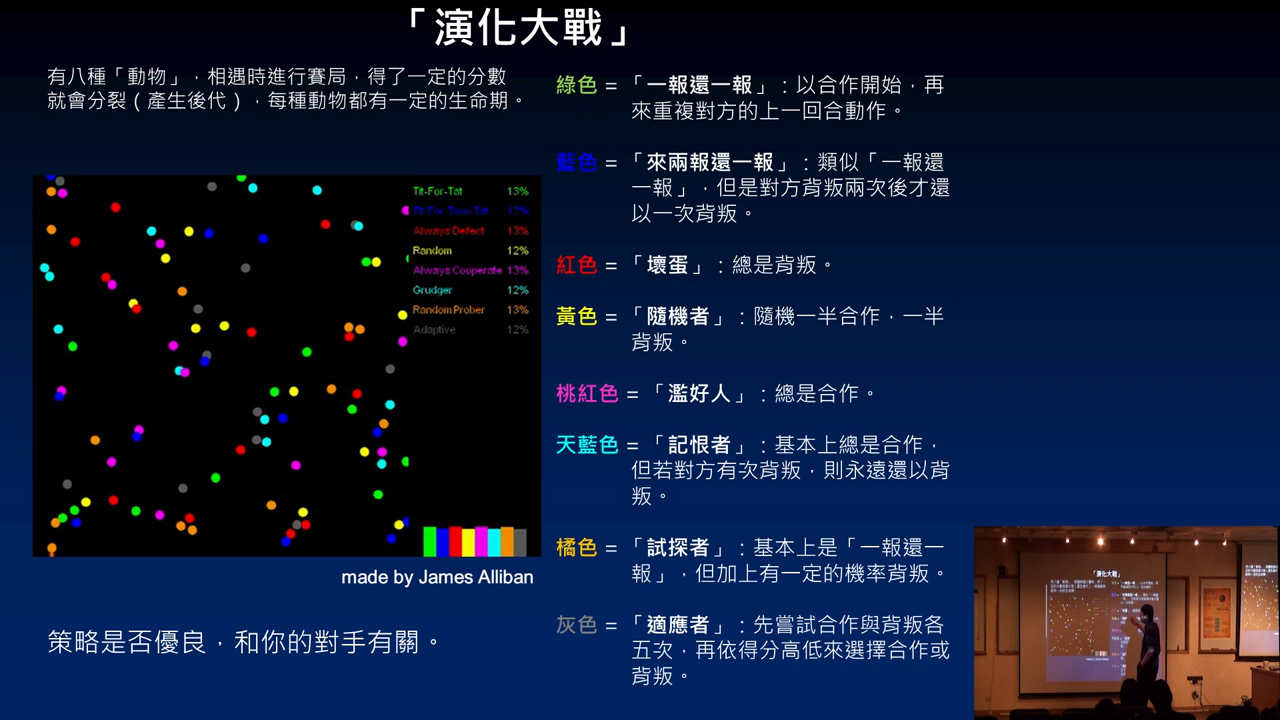 「演化大戰」
有八種「動物」，相遇時進行賽局，得了一定的分數
就會分裂（產生後代），每種動物都有一定的生命期。
Tit-For-Tat 13%
Tit-For-Two-Tat 12%
Always Defect 13%
Random 12%
Always Cooperate 13%
Grudger 12%
Random Prober 13%
Adaptive 12%
made by James Alliban
策略是否優良，和你的對手有關。
綠色 = 「一報還一報」：以合作開始，再
來重複對方的上一回合動作。
藍色 = 「來兩報還一報」：類似「一報還
一報」，但是對方背叛兩次後才還
以一次背叛。
紅色 = 「壞蛋」：總是背叛。
黃色 = 「隨機者」：隨機一半合作，一半
背叛。
桃紅色 = 「濫好人」：總是合作。
天藍色 = 「記恨者」：基本上總是合作，
但若對方有次背叛，則永遠還以背
叛。
橘色 = 「試探者」：基本上是「一報還一
報」，但加上有一定的機率背叛。
灰色 = 「適應者」：先嘗試合作與背叛各
五次，再依得分高低來選擇合作或
背叛。
「演化大戰」